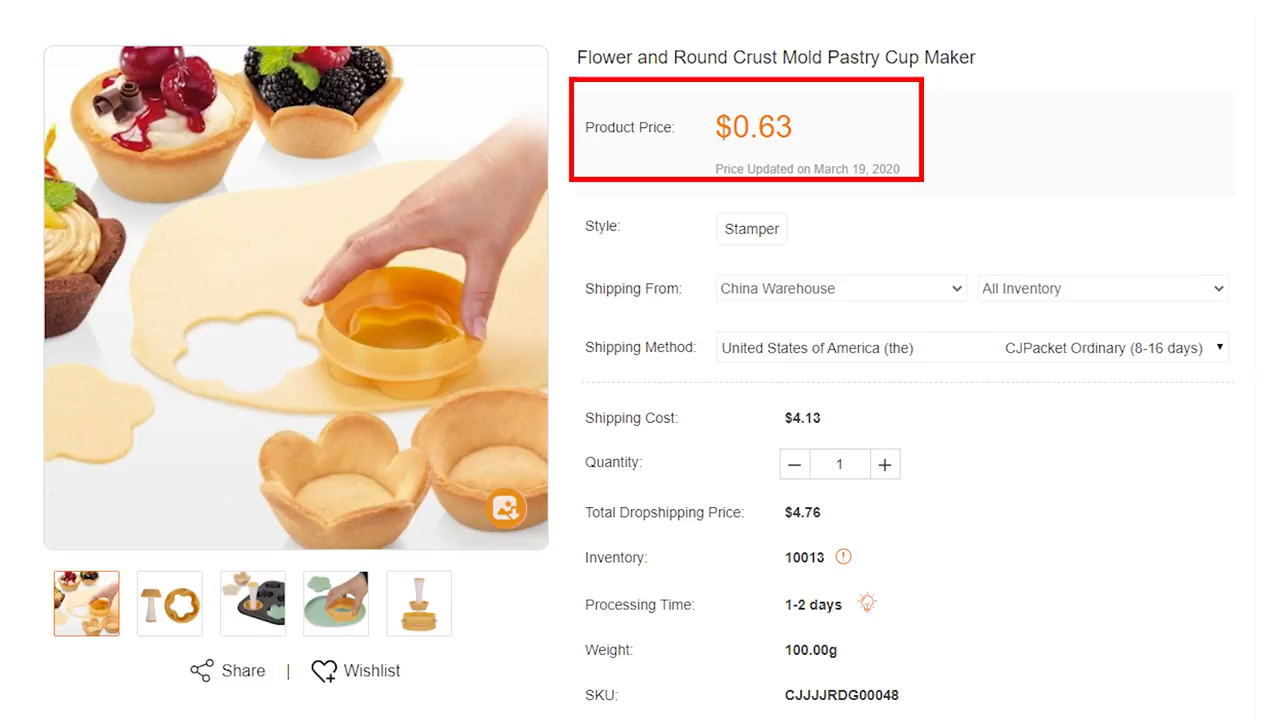 Flower and Round Crust Mold Pastry Cup Maker
Product Price: $0.63
Price Updated on March 19, 2020
Style: Stamper
Shipping From: China Warehouse All Inventory
Shipping Method: United States of America (the) CJPacket Ordinary (8-16 days)
Shipping Cost: $4.13
Quantity: 1
Total Dropshipping Price: $4.76
Inventory: 10013
Processing Time: 1-2 days
Weight: 100.00g
SKU: CJJJJRDG00048
Share | Wishlist